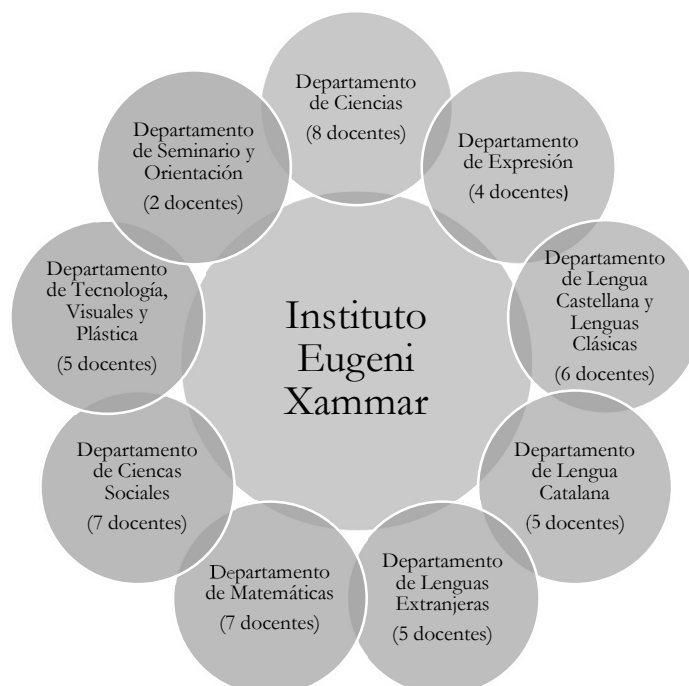 Departamento
de Ciencias
(8 docentes)
Departamento
de Expresión
(4 docentes)
Departamento
de Lengua
Castellana y
Lenguas
Clásicas
(6 docentes)
Departamento
de Lengua
Catalana
(5 docentes)
Departamento
de Lenguas
Extranjeras
(5 docentes)
Departamento
de Matemáticas
(7 docentes)
Departamento
de Ciencas
Sociales
(7 docentes)
Departamento
de Tecnología,
Visuales y
Plástica
(5 docentes)
Departamento
de Seminario y
Orientación
(2 docentes)
Instituto
Eugeni
Xammar